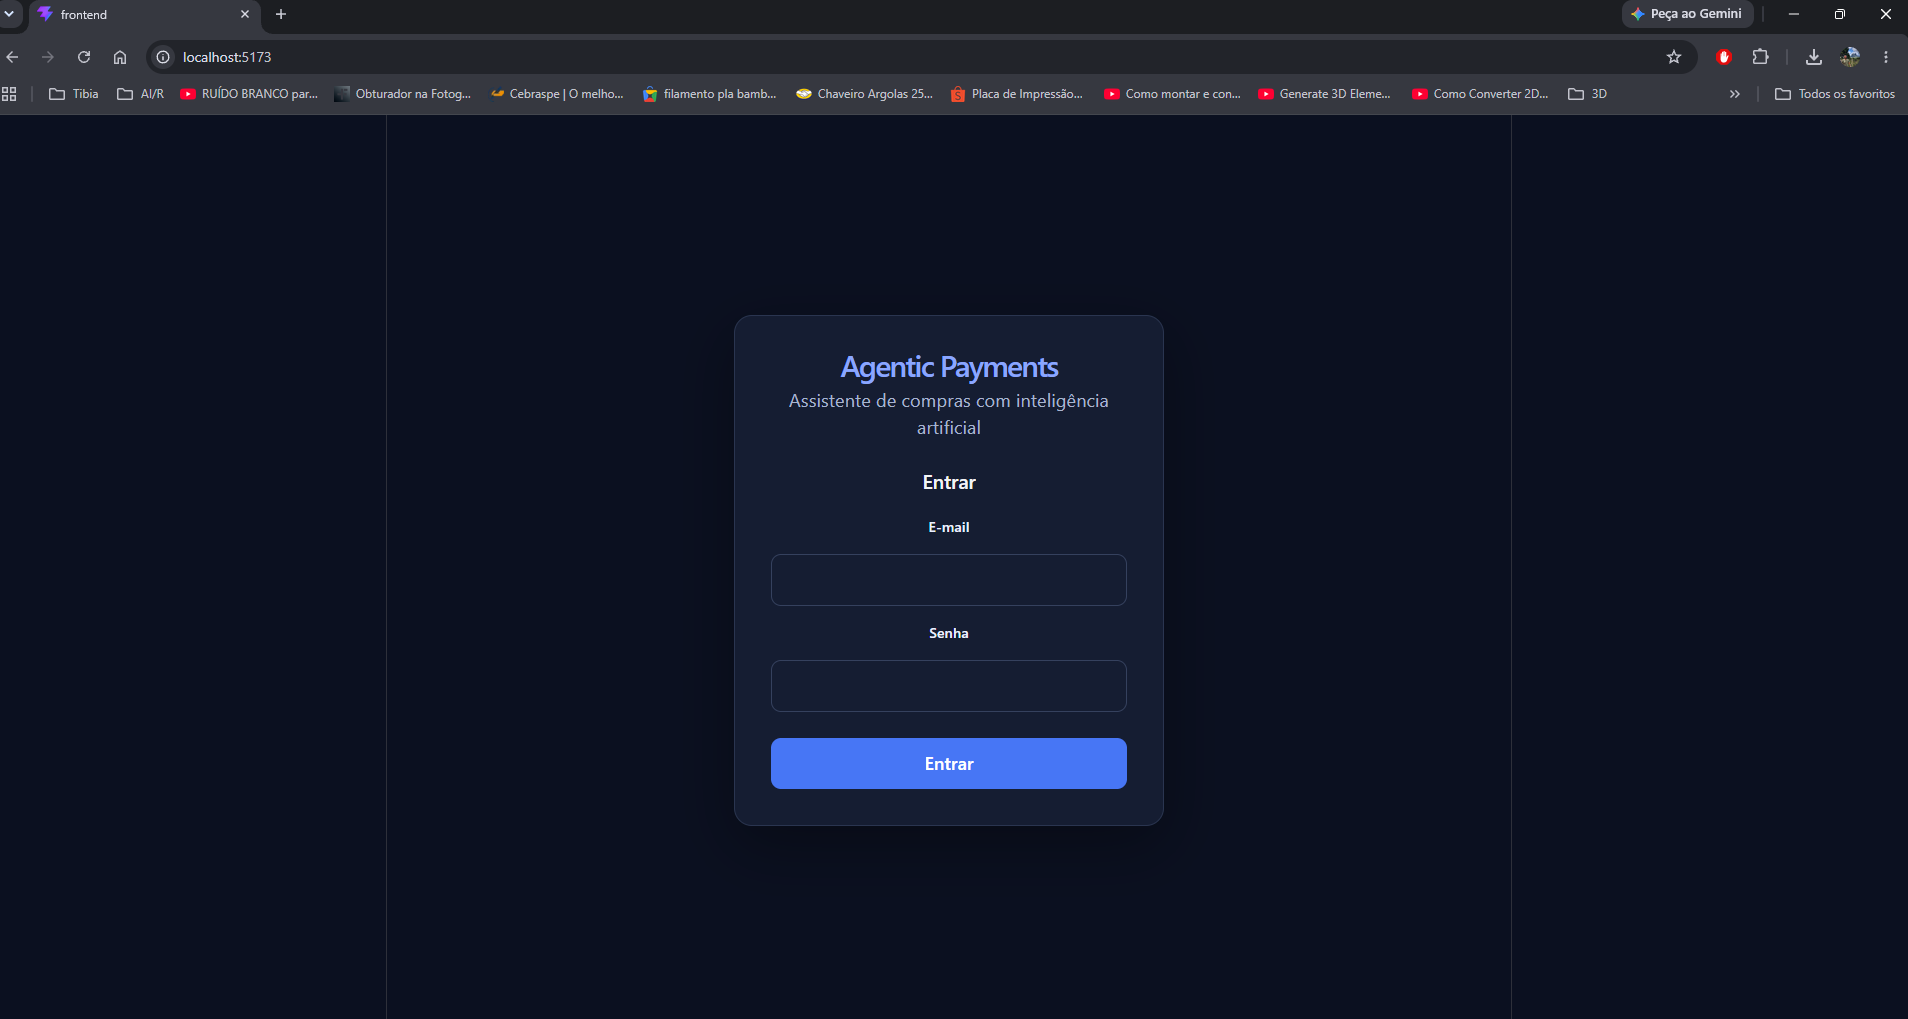 frontend
Peça ao Gemini
localhost:5173
Tibia
AI/R
RUÍDO BRANCO par...
Obturador na Fotog...
Cebraspe | O melho...
filamento pla bamb...
Chaveiro Argolas 25...
Placa de Impressão...
Como montar e con...
Generate 3D Eleme...
Como Converter 2D...
3D
Todos os favoritos
Agentic Payments
Assistente de compras com inteligência
artificial
Entrar
E-mail
Senha
Entrar